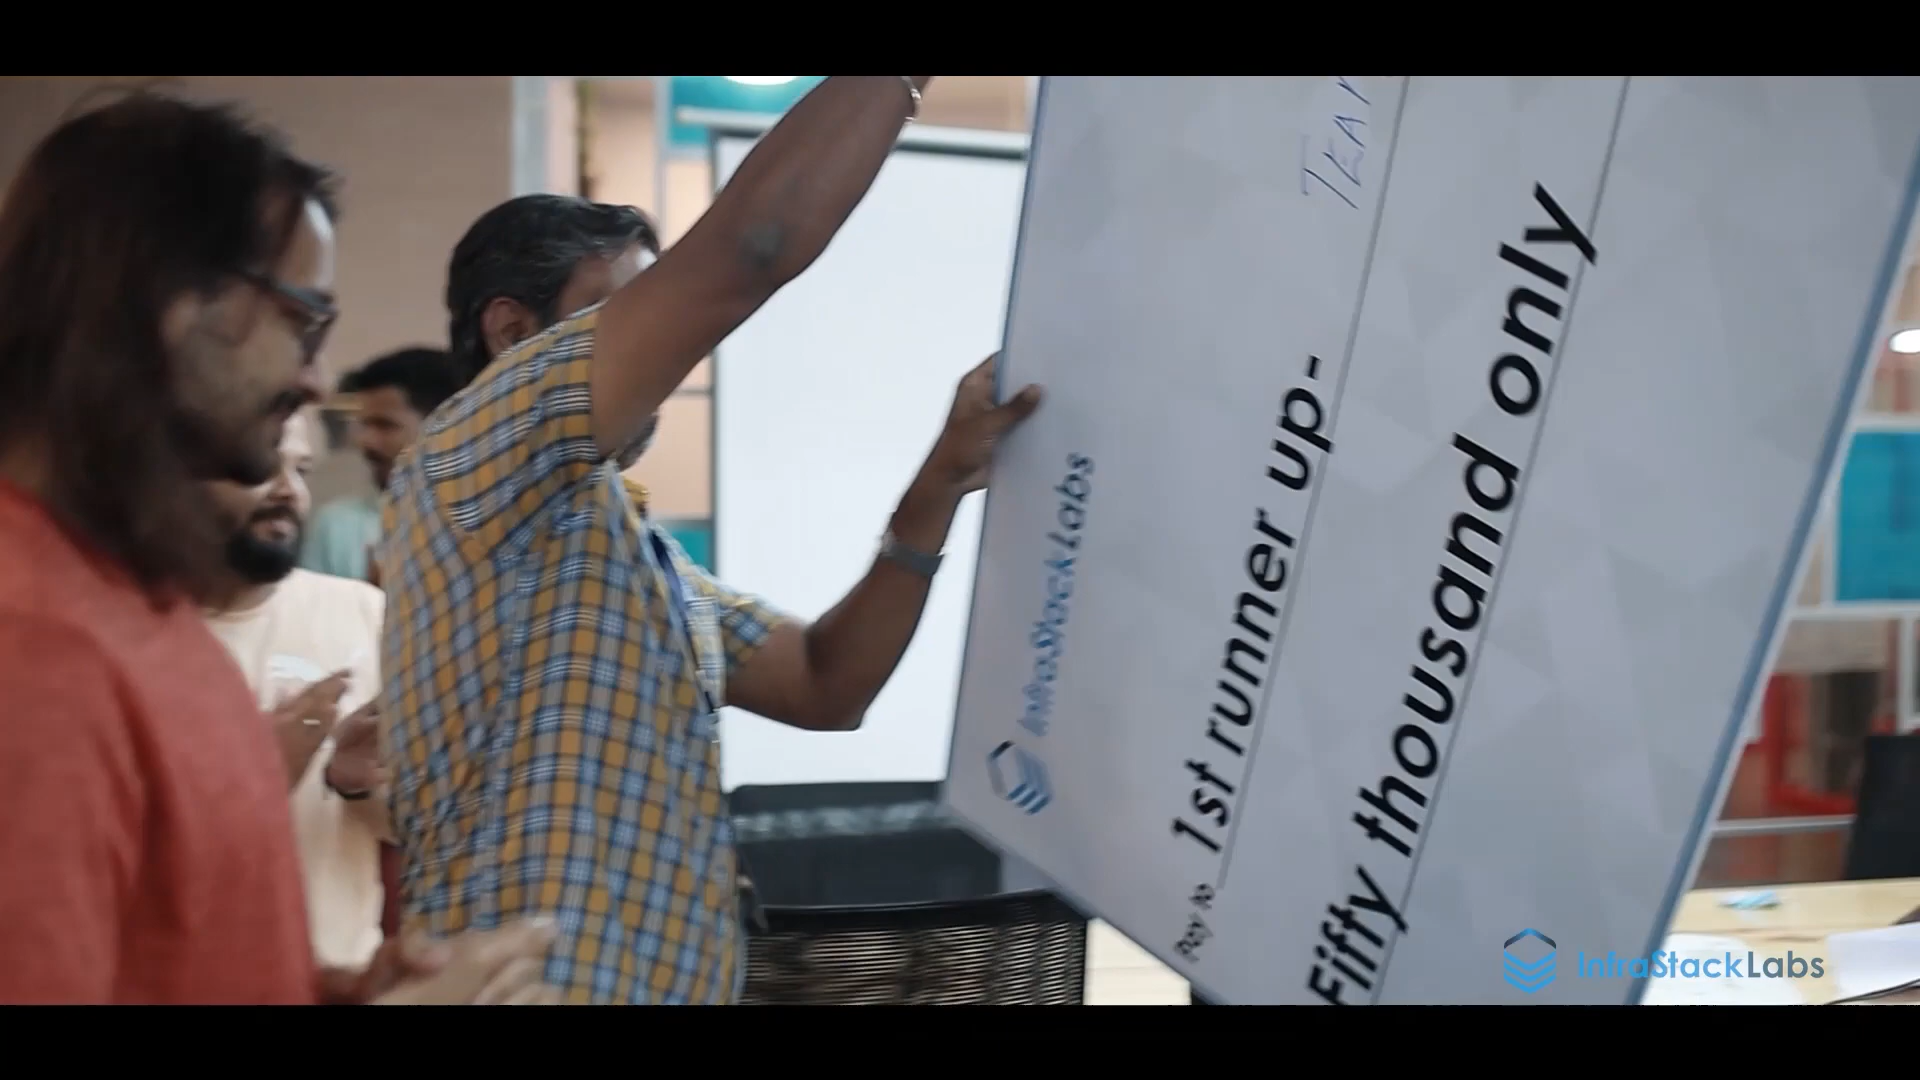 InfraStackLabs
Pay to 1st runner up-
Fifty thousand only
InfraStackLabs